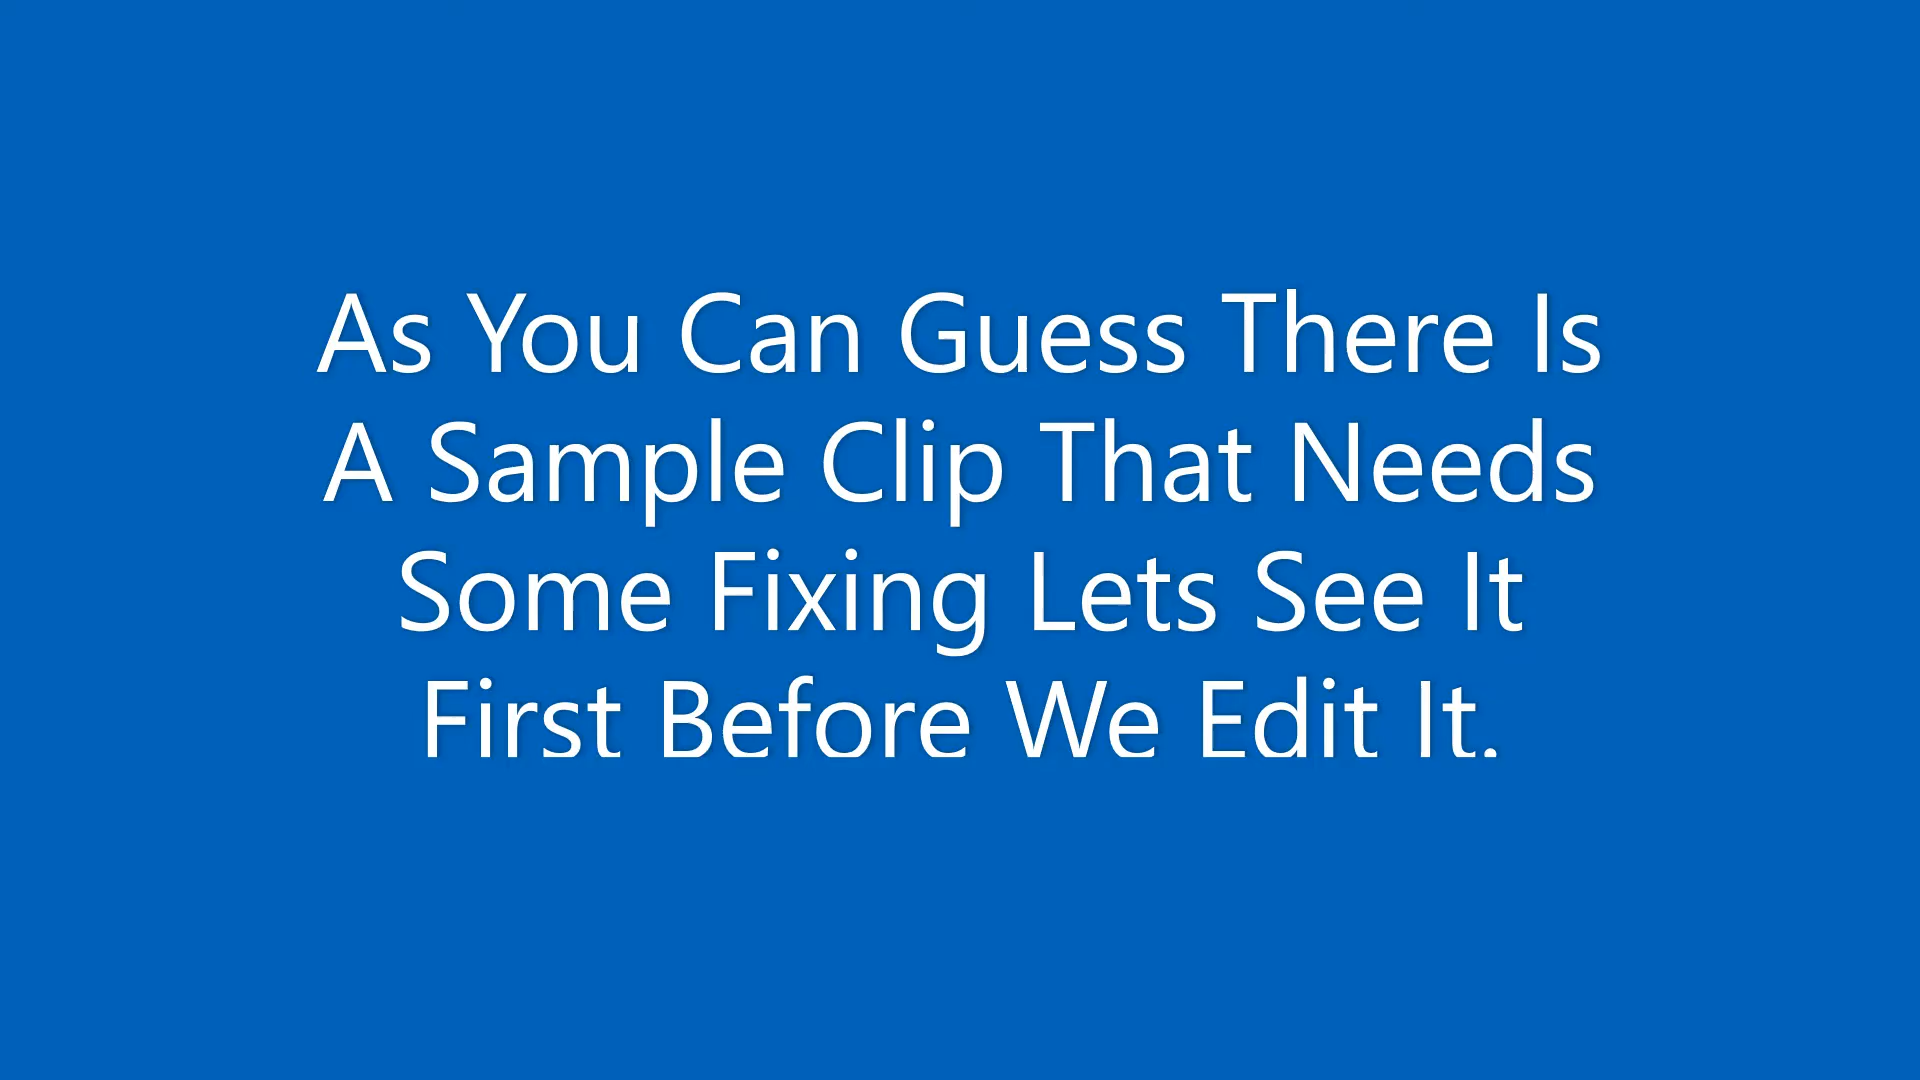 As You Can Guess There Is
A Sample Clip That Needs
Some Fixing Lets See It
First Before We Edit It.